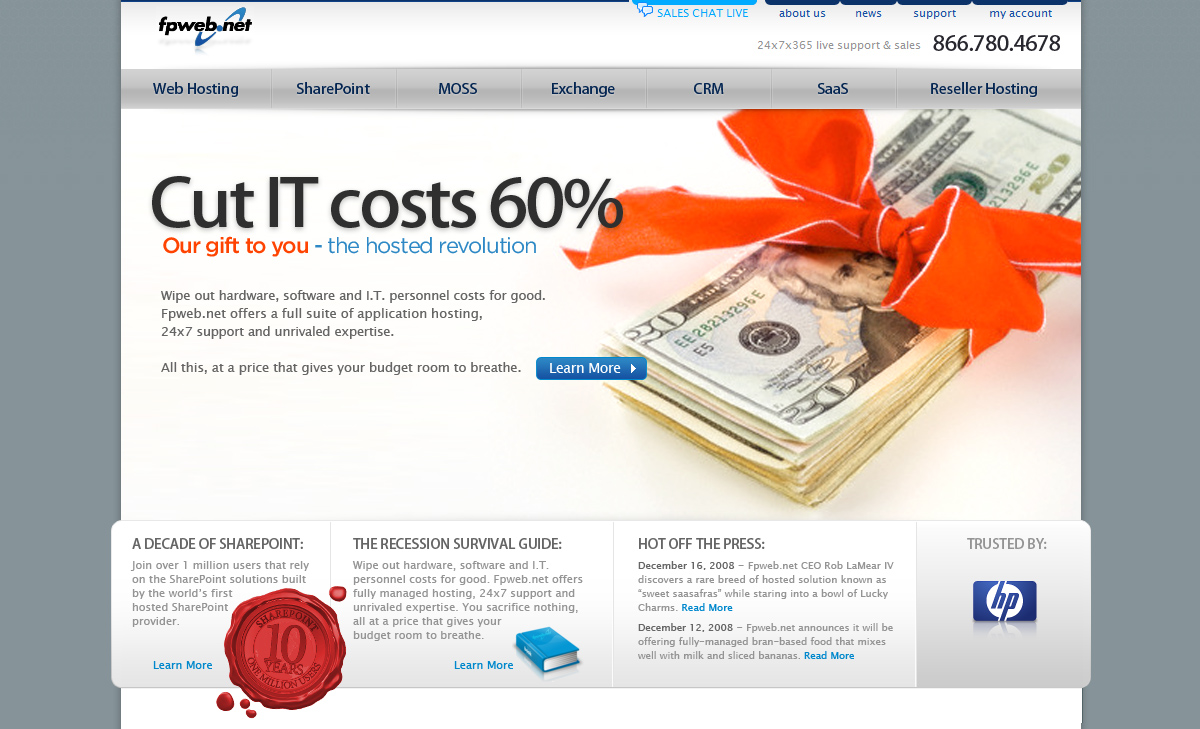 fpweb.net
SALES CHAT LIVE
about us
news
support
my account
24x7x365 live support & sales 866.780.4678
Web Hosting
SharePoint
MOSS
Exchange
CRM
SaaS
Reseller Hosting
Cut IT costs 60%
Our gift to you - the hosted revolution
Wipe out hardware, software and I.T. personnel costs for good.
Fpweb.net offers a full suite of application hosting,
24x7 support and unrivaled expertise.
All this, at a price that gives your budget room to breathe.
Learn More
20
EE 28213296 E
E5
20
28213296 E
A DECADE OF SHAREPOINT:
Join over 1 million users that rely
on the SharePoint solutions built
by the world's first
hosted SharePoint
provider.
Learn More
SHAREPOINT
10
YEARS
ONE MILLION USERS
THE RECESSION SURVIVAL GUIDE:
Wipe out hardware, software and I.T.
personnel costs for good. Fpweb.net offers
fully managed hosting, 24x7 support and
unrivaled expertise. You sacrifice nothing,
all at a price that gives your
budget room to breathe.
Learn More
HOT OFF THE PRESS:
December 16, 2008 – Fpweb.net CEO Rob LaMear IV
discovers a rare breed of hosted solution known as
“sweet saasafras” while staring into a bowl of Lucky
Charms. Read More
December 12, 2008 – Fpweb.net announces it will be
offering fully-managed bran-based food that mixes
well with milk and sliced bananas. Read More
TRUSTED BY:
hp